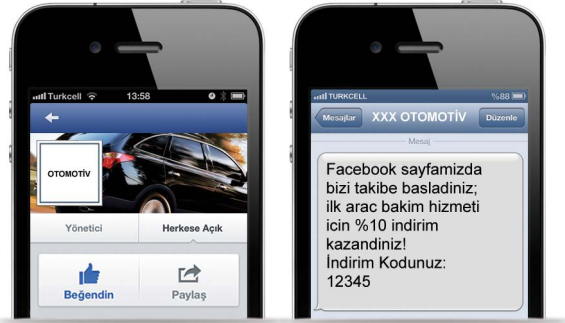 Turkcell 13:58
OTOMOTİV
Yönetici Herkese Açık
Beğendin Paylaş
TURKCELL %88
Mesajlar XXX OTOMOTİV Düzenle
Mesaj
Facebook sayfamizda
bizi takibe basladiniz;
ilk arac bakim hizmeti
icin %10 indirim
kazandiniz!
İndirim Kodunuz:
12345